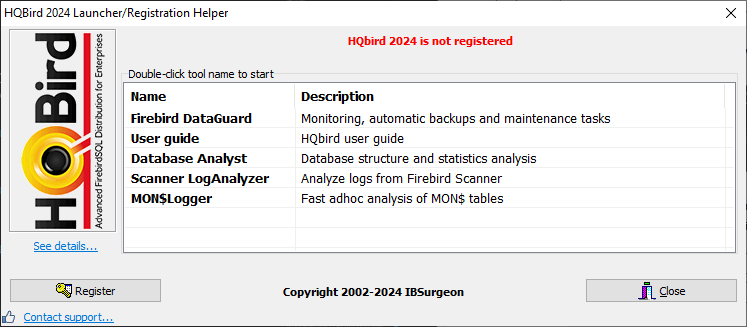 HQBird 2024 Launcher/Registration Helper
HQbird 2024 is not registered
HQBird
Advanced FirebirdSQL Distribution for Enterprises
See details...
Double-click tool name to start
Name Description
Firebird DataGuard Monitoring, automatic backups and maintenance tasks
User guide HQbird user guide
Database Analyst Database structure and statistics analysis
Scanner LogAnalyzer Analyze logs from Firebird Scanner
MON$Logger Fast adhoc analysis of MON$ tables
Register
Copyright 2002-2024 IBSurgeon
Close
Contact support...